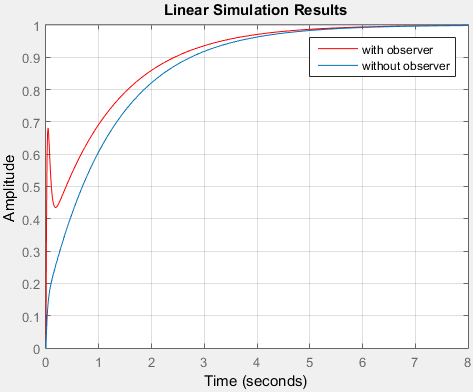 Linear Simulation Results
1
0.9
0.8
0.7
0.6
0.5
0.4
0.3
0.2
0.1
0
Amplitude
with observer
without observer
0 1 2 3 4 5 6 7 8
Time (seconds)